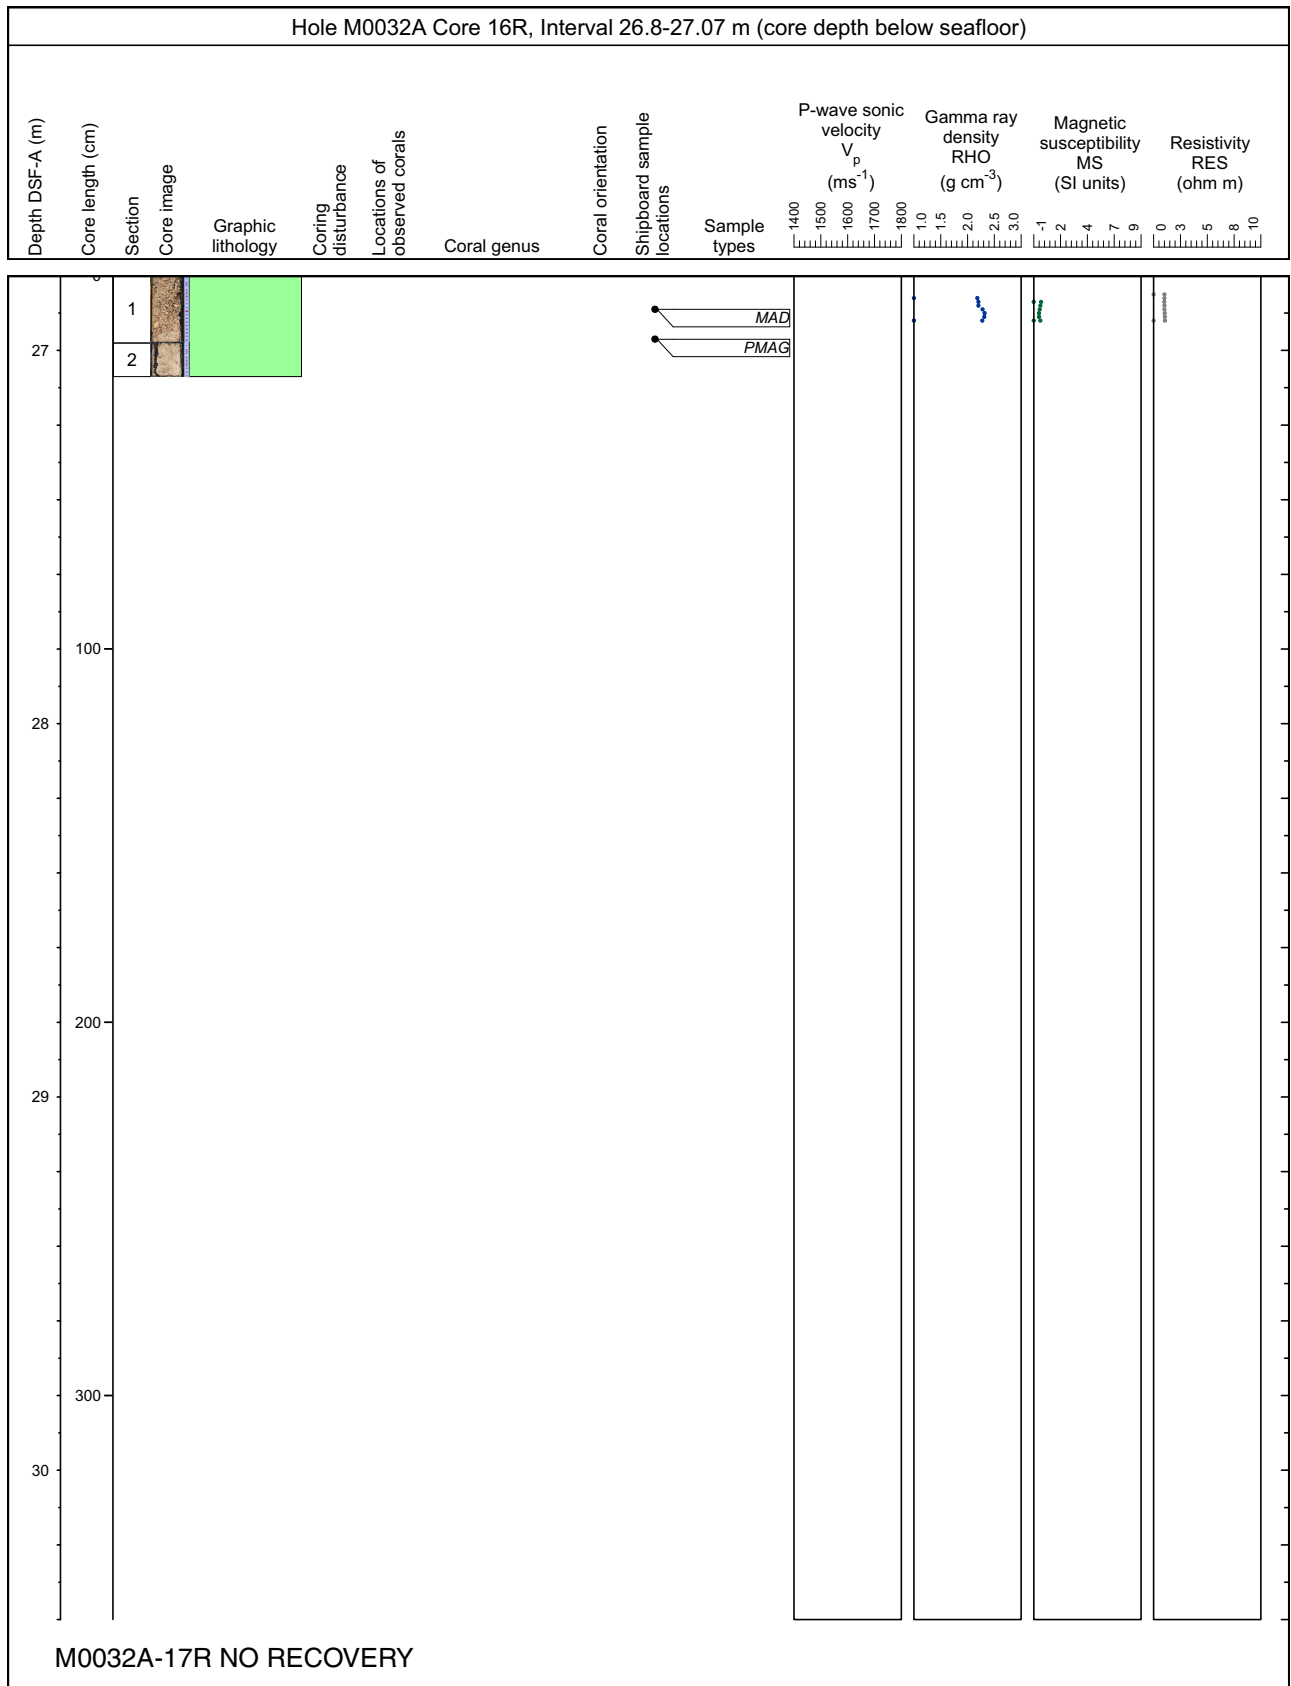 Hole M0032A Core 16R, Interval 26.8-27.07 m (core depth below seafloor)
Depth DSF-A (m)
Core length (cm)
Section
Core image
Graphic
lithology
Coring
disturbance
Locations of
observed corals
Coral genus
Coral orientation
Shipboard sample
locations
Sample
types
P-wave sonic
velocity
Vp
(ms-1)
1400 1500 1600 1700 1800
Gamma ray
density
RHO
(g cm-3)
1.0 1.5 2.0 2.5 3.0
Magnetic
susceptibility
MS
(SI units)
-1 2 4 7 9
Resistivity
RES
(ohm m)
0 3 5 8 10
0
1
MAD
27
2
PMAG
100
28
200
29
300
30
M0032A-17R NO RECOVERY